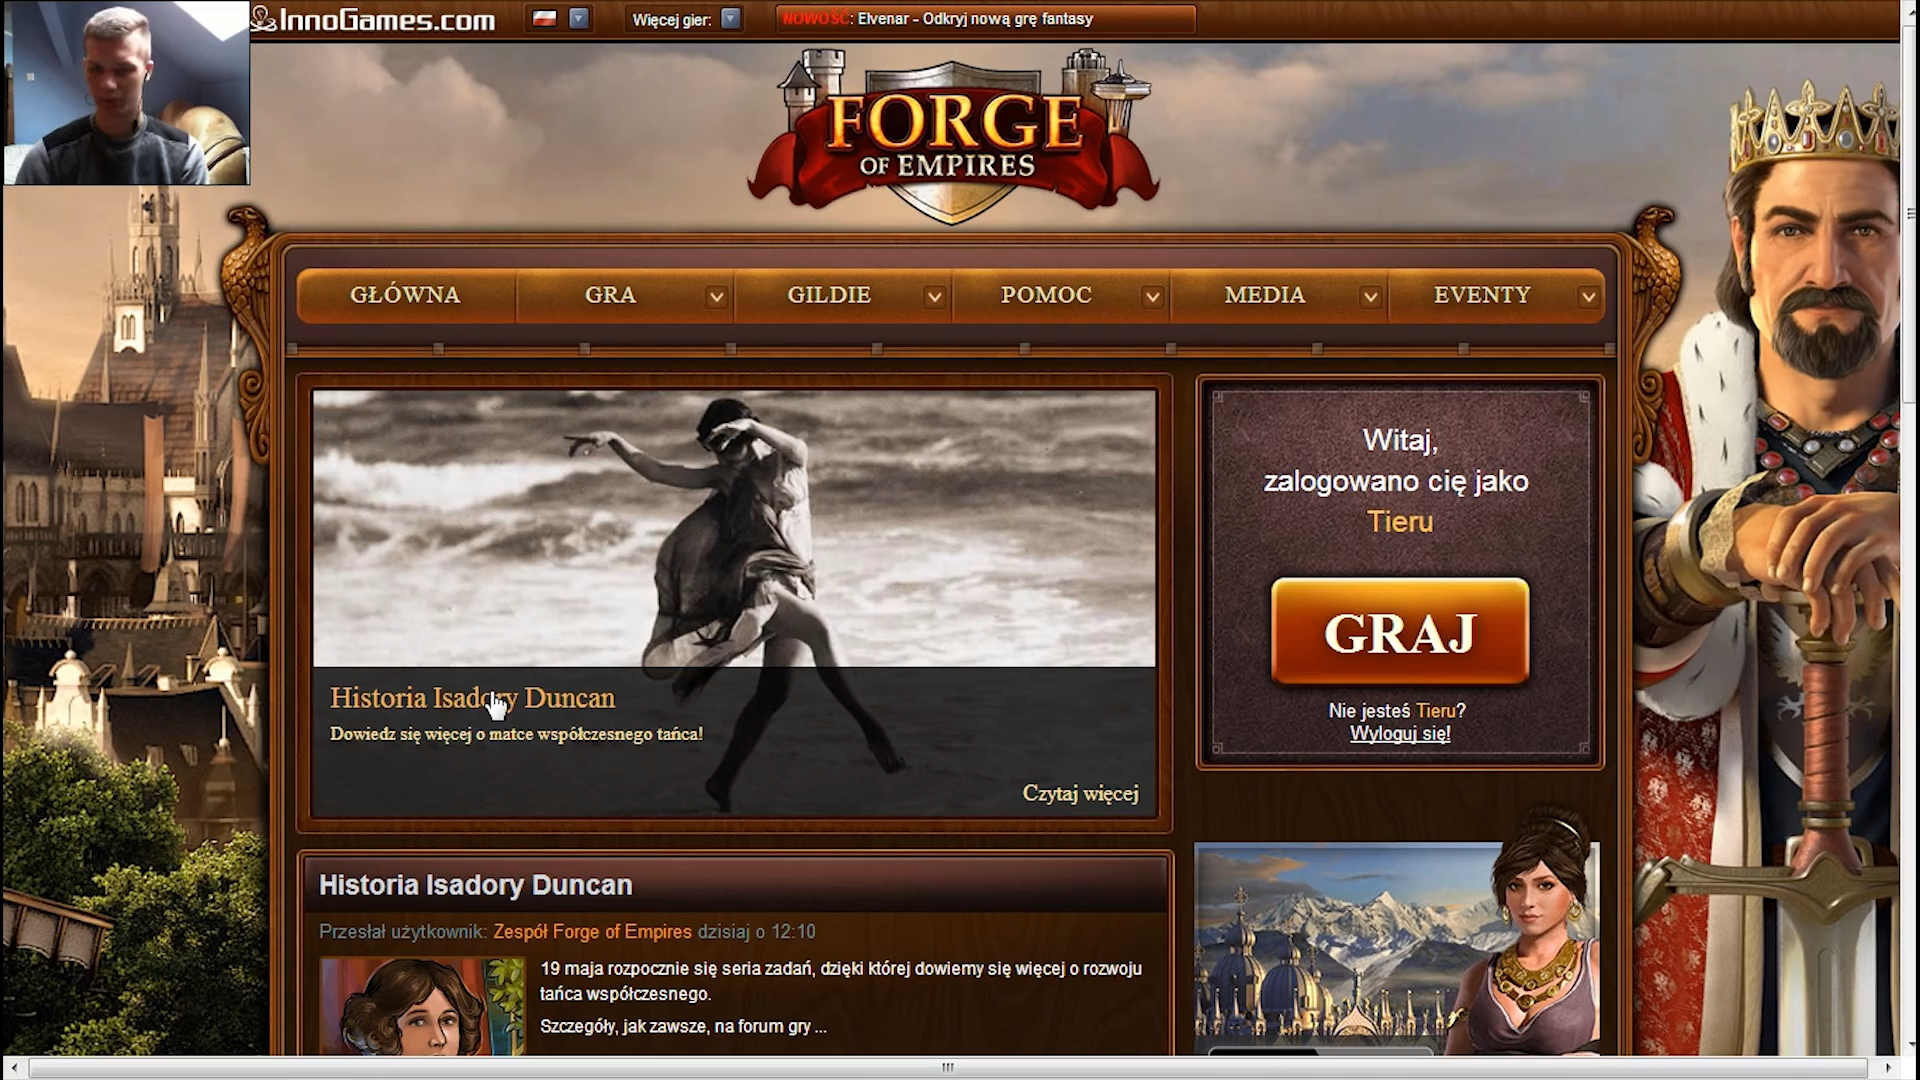 InnoGames.com
Więcej gier:
NOWOŚĆ: Elvenar - Odkryj nową grę fantasy
FORGE
OF EMPIRES
GŁÓWNA
GRA
GILDIE
POMOC
MEDIA
EVENTY
Historia Isadory Duncan
Dowiedz się więcej o matce współczesnego tańca!
Czytaj więcej
Witaj,
zalogowano cię jako
Tieru
GRAJ
Nie jesteś Tieru?
Wyloguj się!
Historia Isadory Duncan
Przesłał użytkownik: Zespół Forge of Empires dzisiaj o 12:10
19 maja rozpocznie się seria zadań, dzięki której dowiemy się więcej o rozwoju
tańca współczesnego.
Szczegóły, jak zawsze, na forum gry ...